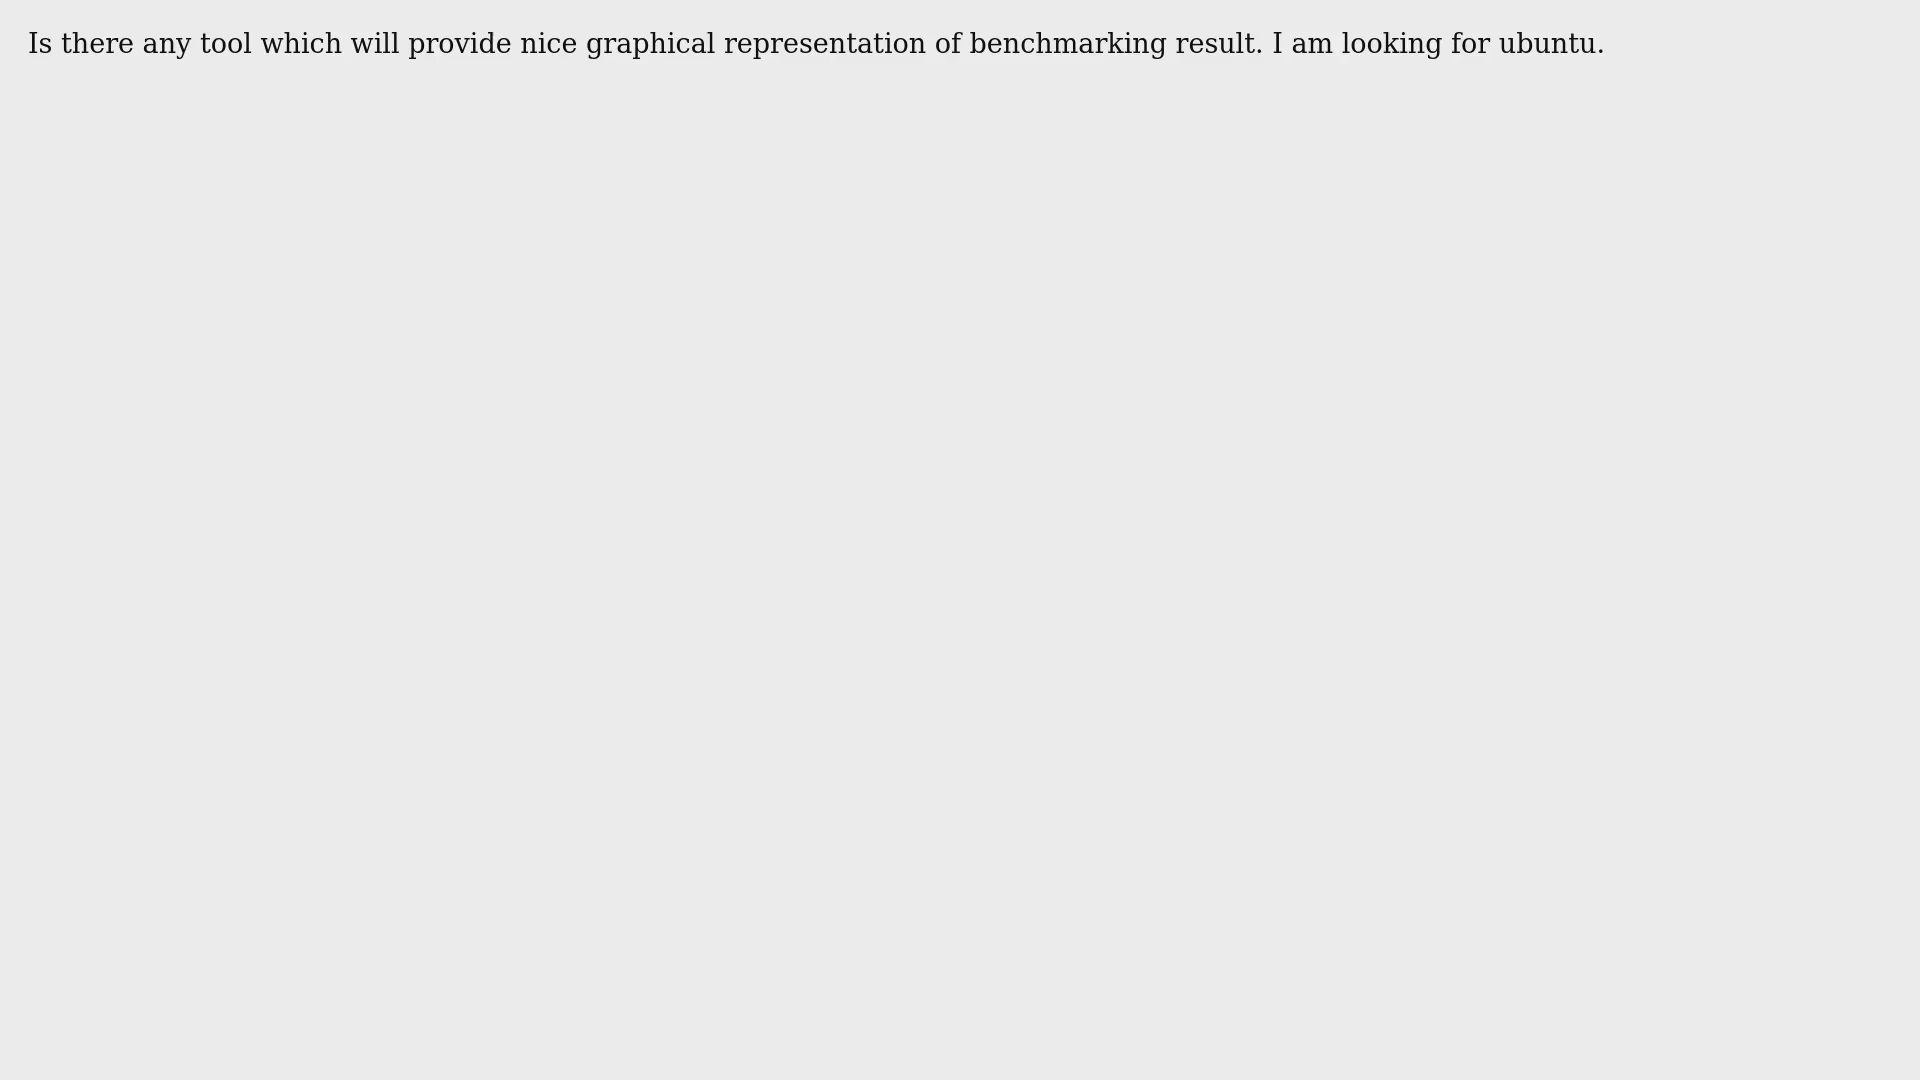 Is there any tool which will provide nice graphical representation of benchmarking result. I am looking for ubuntu.